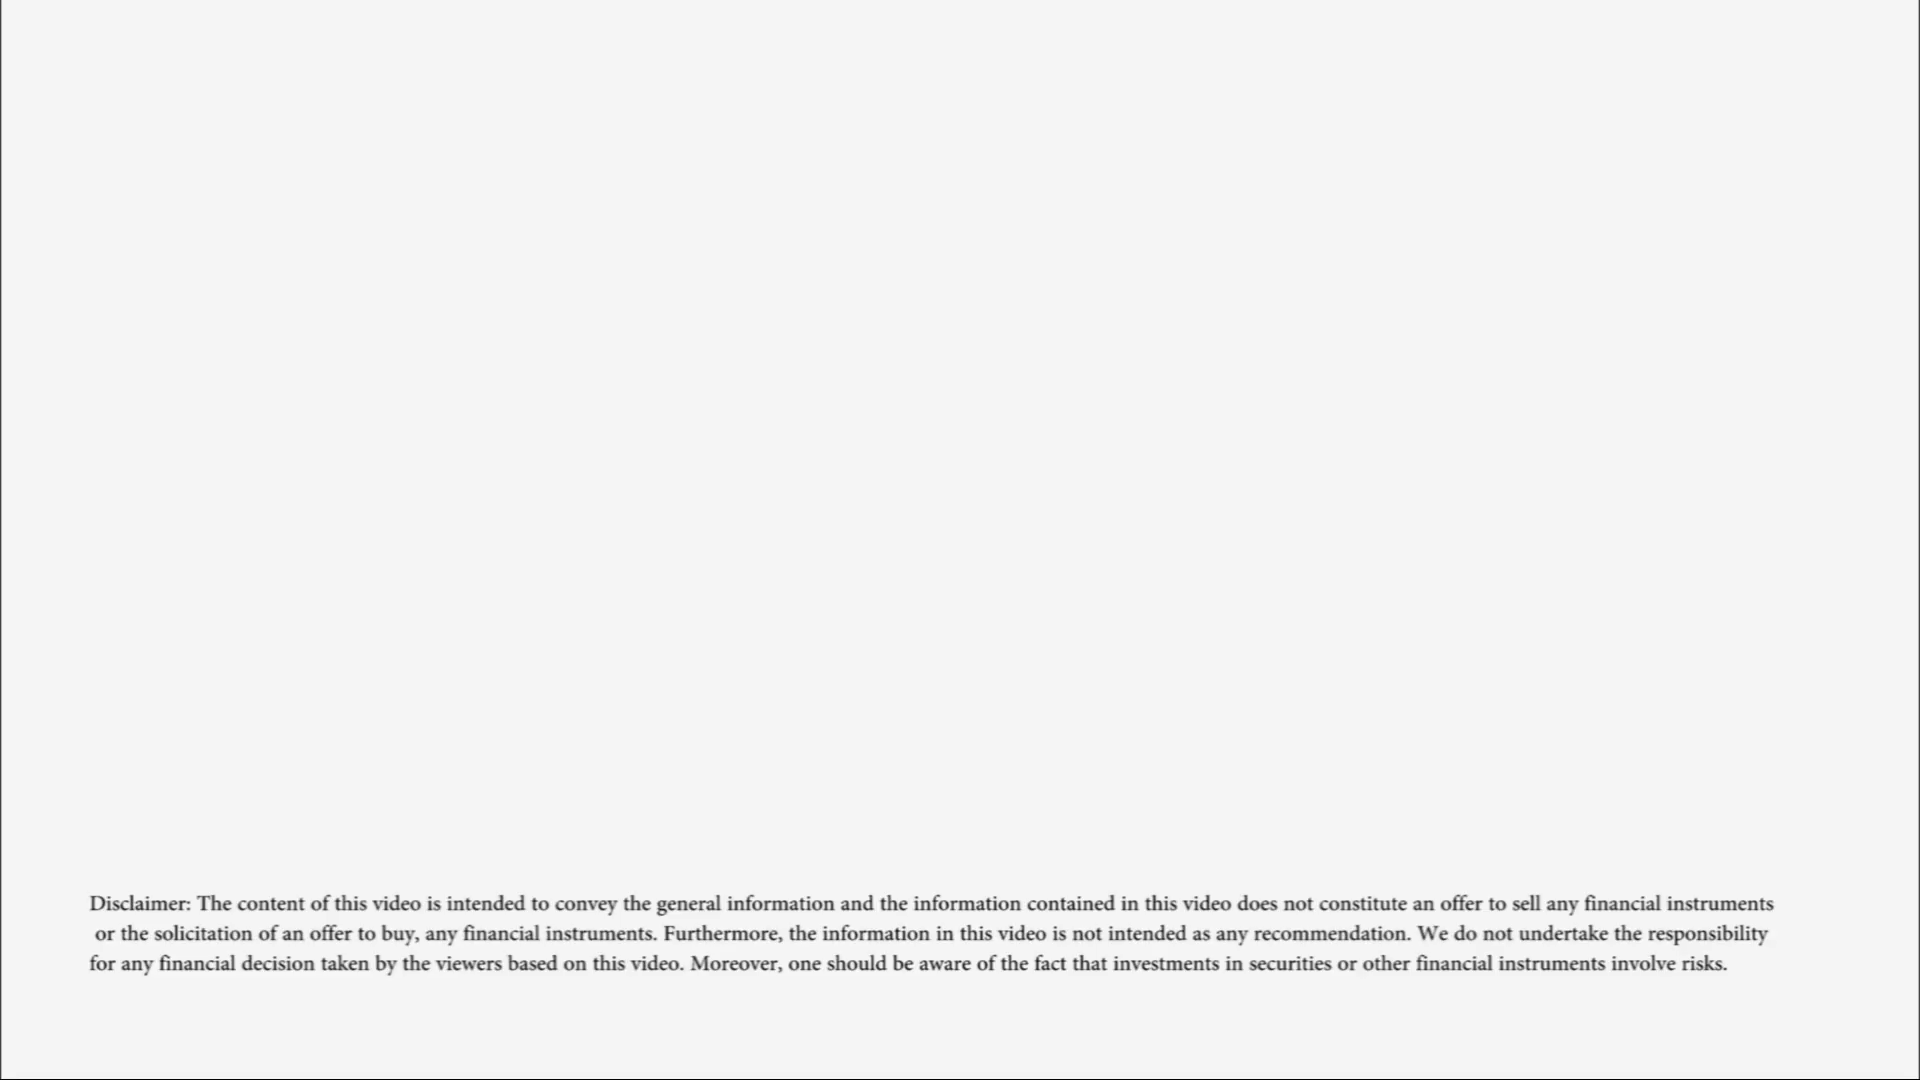 Disclaimer: The content of this video is intended to convey the general information and the information contained in this video does not constitute an offer to sell any financial instruments
or the solicitation of an offer to buy, any financial instruments. Furthermore, the information in this video is not intended as any recommendation. We do not undertake the responsibility
for any financial decision taken by the viewers based on this video. Moreover, one should be aware of the fact that investments in securities or other financial instruments involve risks.